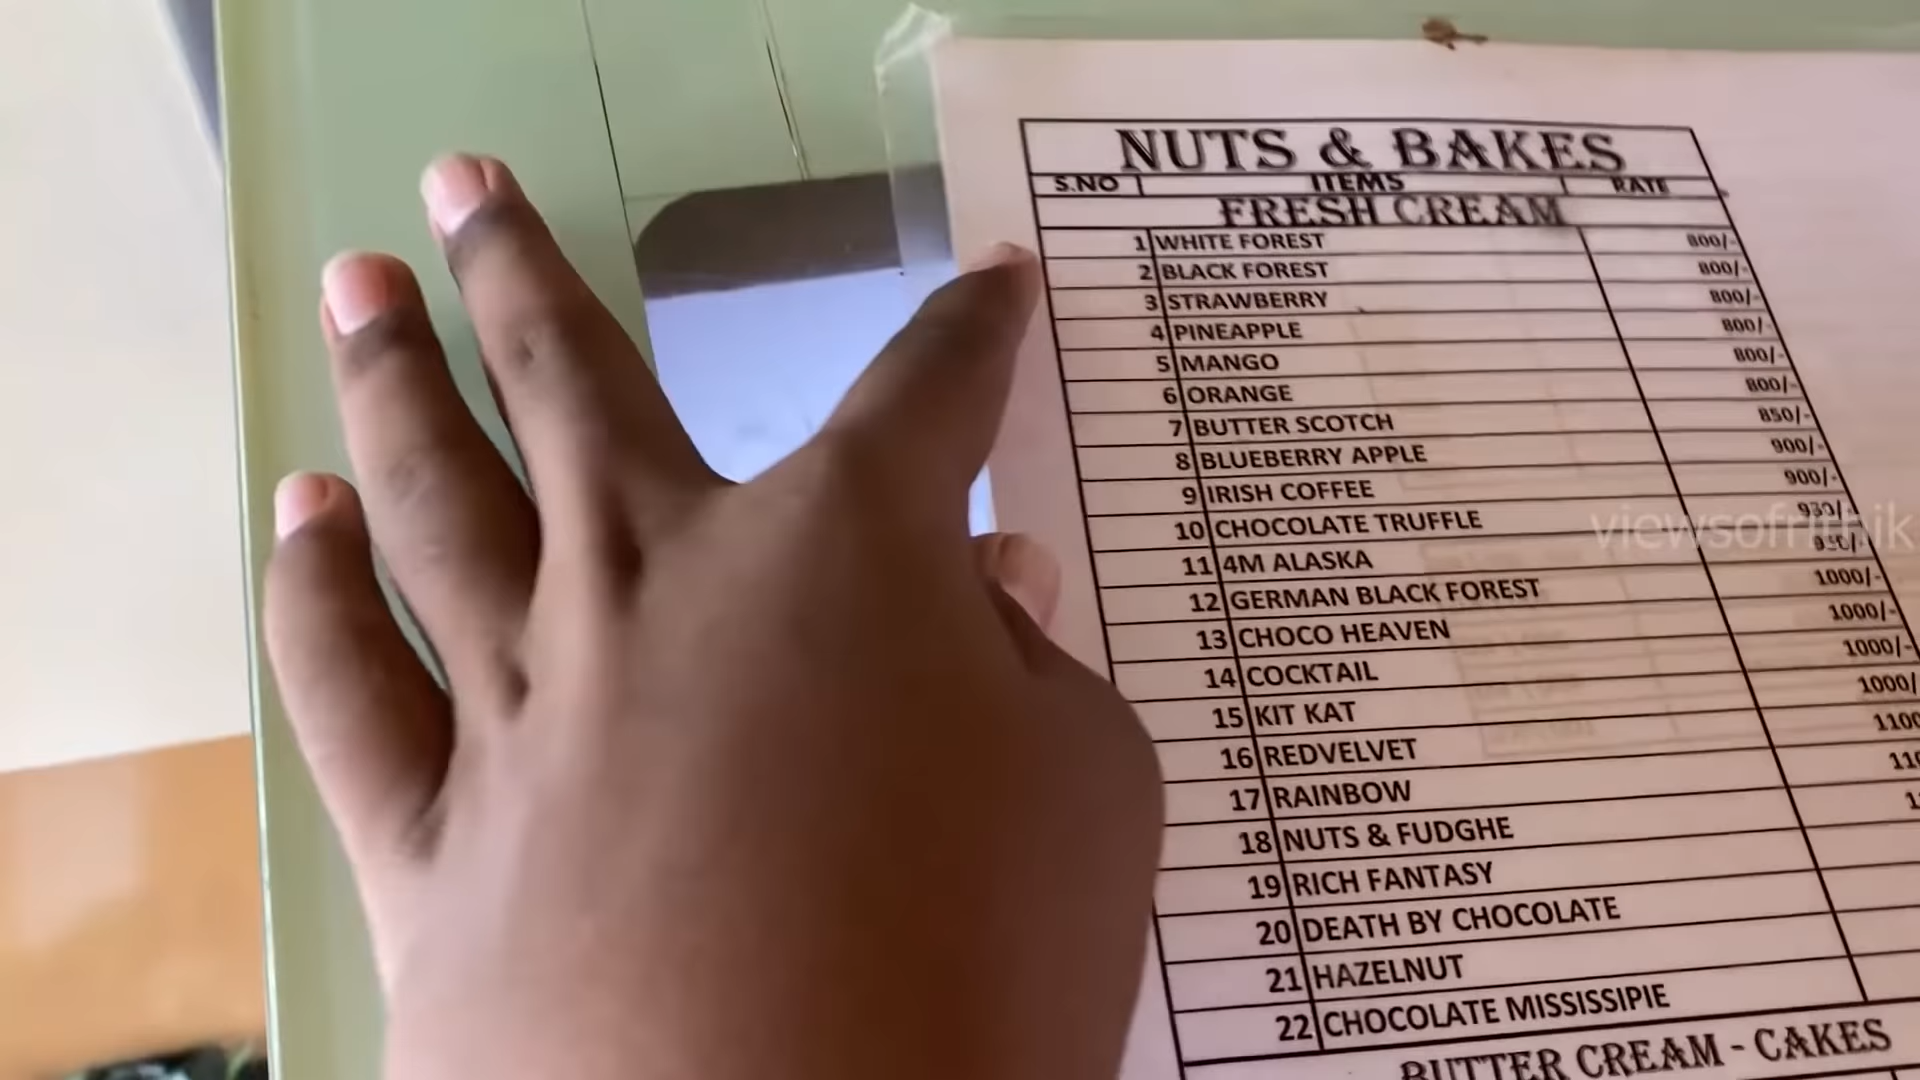 NUTS & BAKES
S.NO ITEMS RATE
FRESH CREAM
1 WHITE FOREST 800/-
2 BLACK FOREST 800/-
3 STRAWBERRY 800/-
4 PINEAPPLE 800/-
5 MANGO 800/-
6 ORANGE 800/-
7 BUTTER SCOTCH 850/-
8 BLUEBERRY APPLE 900/-
9 IRISH COFFEE 900/-
10 CHOCOLATE TRUFFLE
11 4M ALASKA
12 GERMAN BLACK FOREST 1000/-
13 CHOCO HEAVEN 1000/-
14 COCKTAIL 1000/-
15 KIT KAT 1000/
16 REDVELVET 1100
17 RAINBOW
18 NUTS & FUDGHE
19 RICH FANTASY
20 DEATH BY CHOCOLATE
21 HAZELNUT
22 CHOCOLATE MISSISSIPIE
BUTTER CREAM - CAKES
viewsofrithik